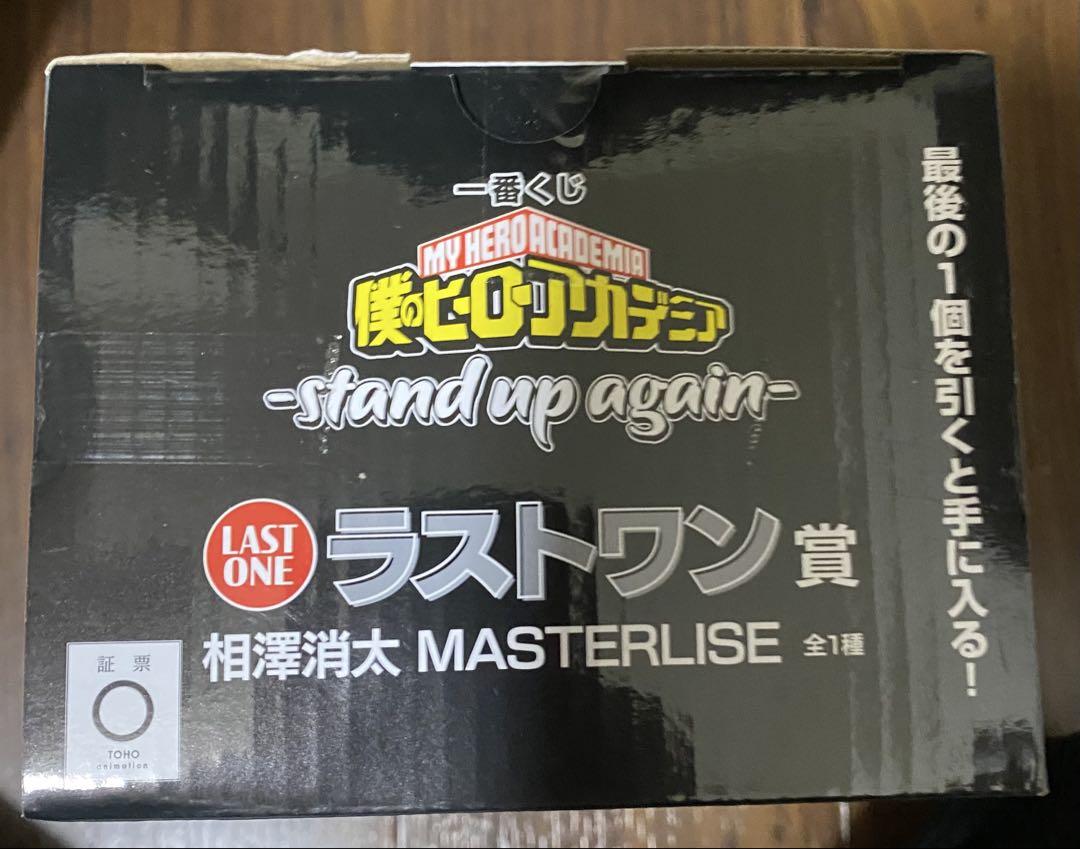 一番くじ
MY HERO ACADEMIA
僕のヒーローアカデミア
-stand up again-
最後の1個を引くと手に入る!
LAST
ONE
ラストワン賞
相澤消太 MASTERLISE 全1種
証票
TOHO
animation